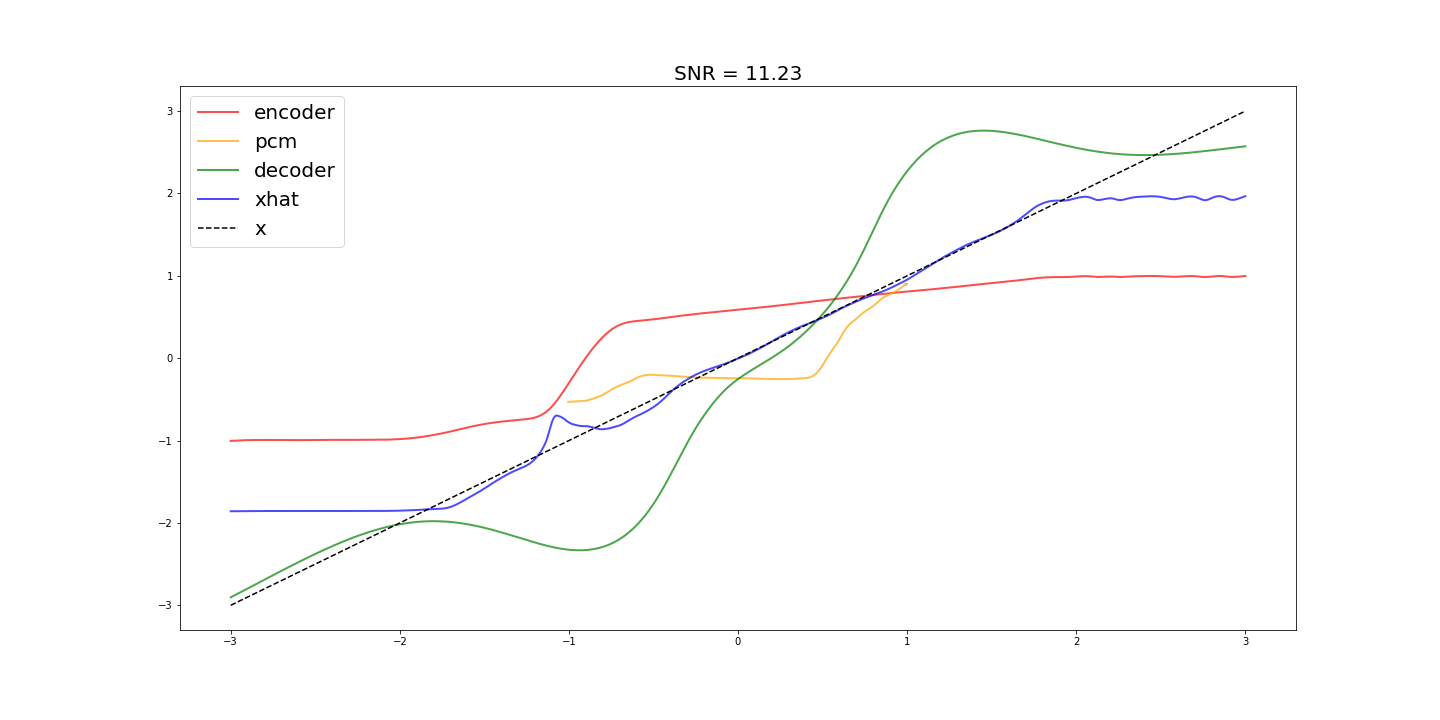 SNR = 11.23
encoder
pcm
decoder
xhat
x
3
2
1
0
−1
−2
−3
−3 −2 −1 0 1 2 3